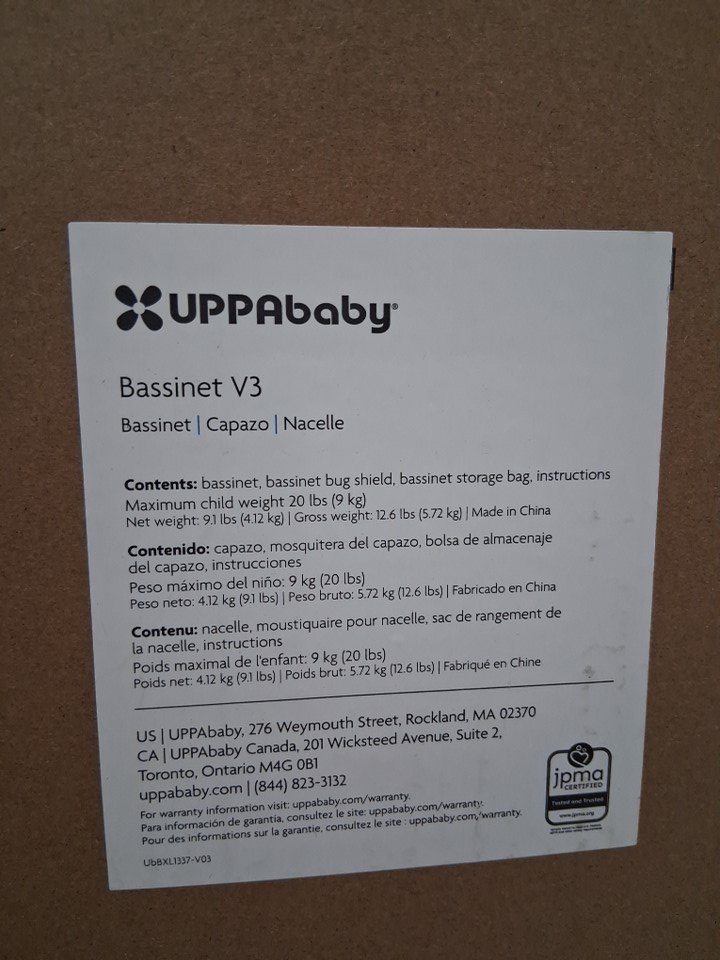 UPPAbaby®
Bassinet V3
Bassinet | Capazo | Nacelle
Contents: bassinet, bassinet bug shield, bassinet storage bag, instructions
Maximum child weight 20 lbs (9 kg)
Net weight: 9.1 lbs (4.12 kg) | Gross weight: 12.6 lbs (5.72 kg) | Made in China
Contenido: capazo, mosquitera del capazo, bolsa de almacenaje
del capazo, instrucciones
Peso máximo del niño: 9 kg (20 lbs)
Peso neto: 4.12 kg (9.1 lbs) | Peso bruto: 5.72 kg (12.6 lbs) | Fabricado en China
Contenu: nacelle, moustiquaire pour nacelle, sac de rangement de
la nacelle, instructions
Poids maximal de l'enfant: 9 kg (20 lbs)
Poids net: 4.12 kg (9.1 lbs) | Poids brut: 5.72 kg (12.6 lbs) | Fabriqué en Chine
US | UPPAbaby, 276 Weymouth Street, Rockland, MA 02370
CA | UPPAbaby Canada, 201 Wicksteed Avenue, Suite 2,
Toronto, Ontario M4G 0B1
uppababy.com | (844) 823-3132
For warranty information visit: uppababy.com/warranty.
Para información de garantía, consultez le site: uppababy.com/warranty.
Pour des informations sur la garantie, consultez le site : uppababy.com/warranty.
UbBXL1337-V03
jpma
CERTIFIED
Tested and Trusted
www.jpma.org